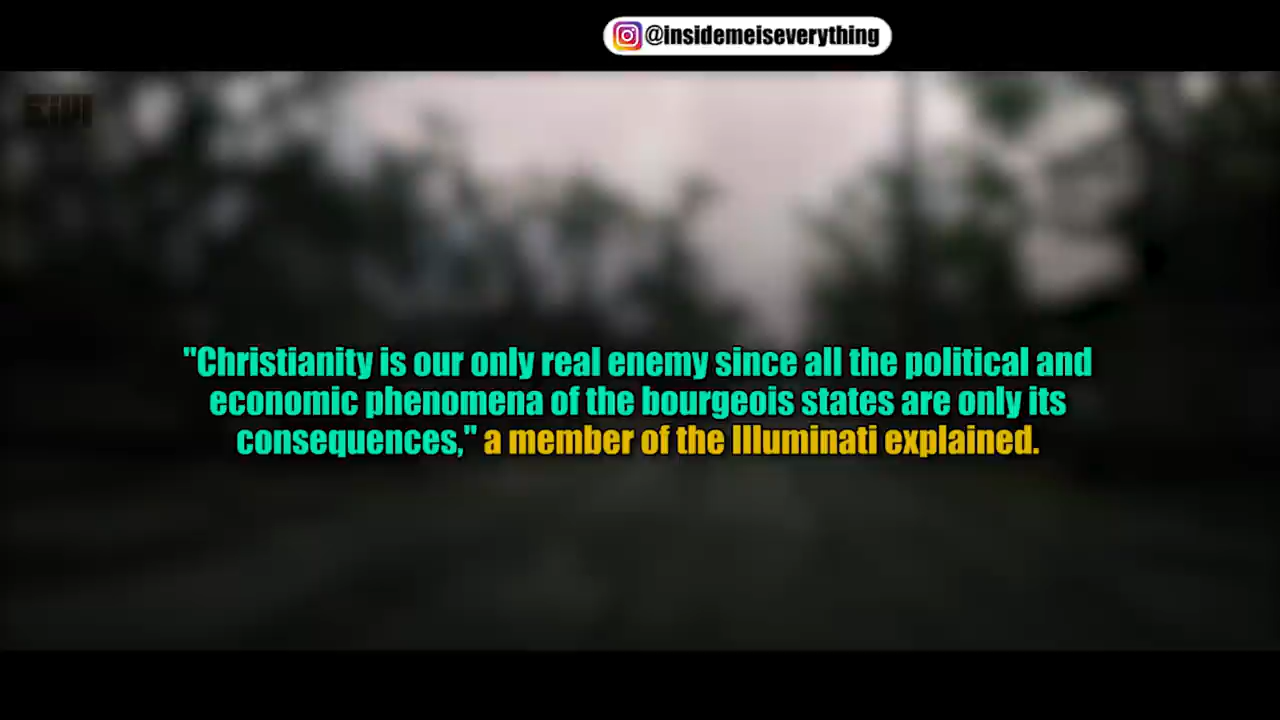 @insidemeiseverything
"Christianity is our only real enemy since all the political and
economic phenomena of the bourgeois states are only its
consequences," a member of the Illuminati explained.